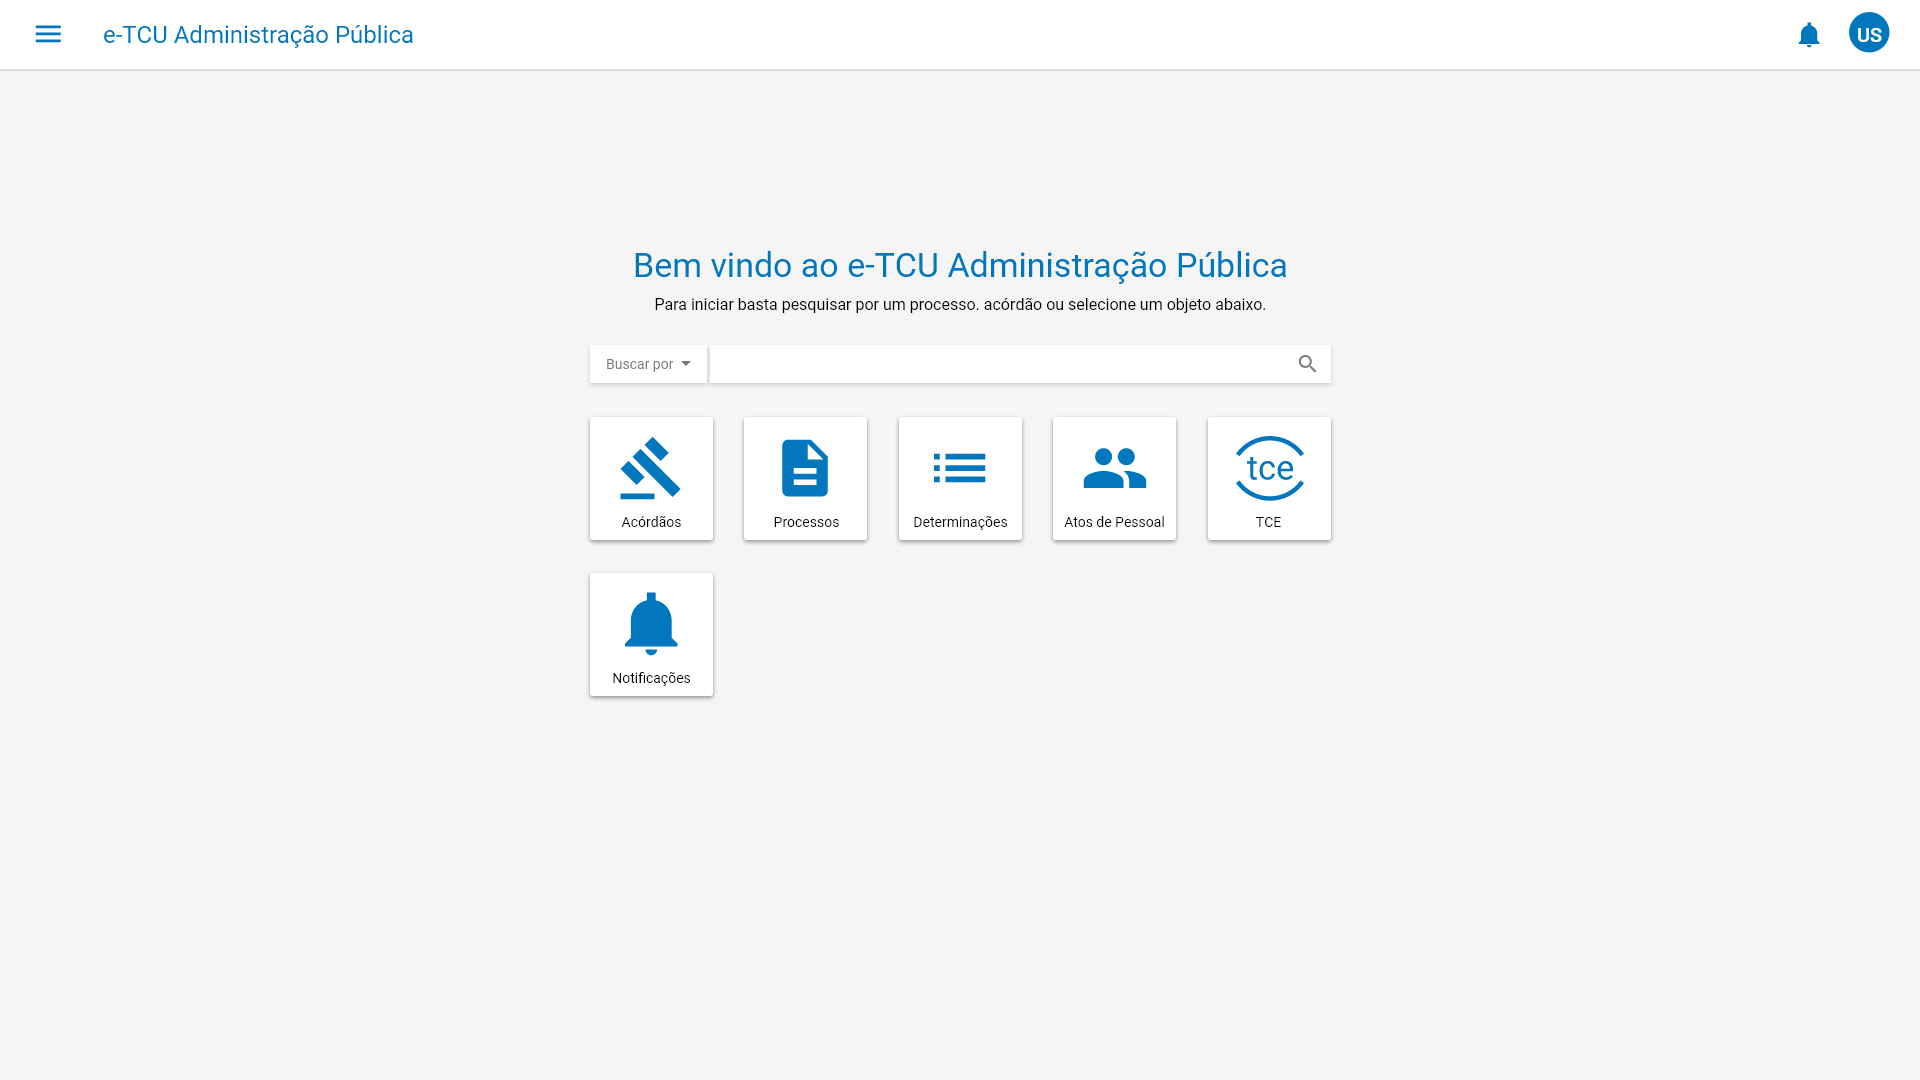 e-TCU Administração Pública
US
Bem vindo ao e-TCU Administração Pública
Para iniciar basta pesquisar por um processo. acórdão ou selecione um objeto abaixo.
Buscar por
tce
Acórdãos
Processos
Determinações
Atos de Pessoal
TCE
Notificações